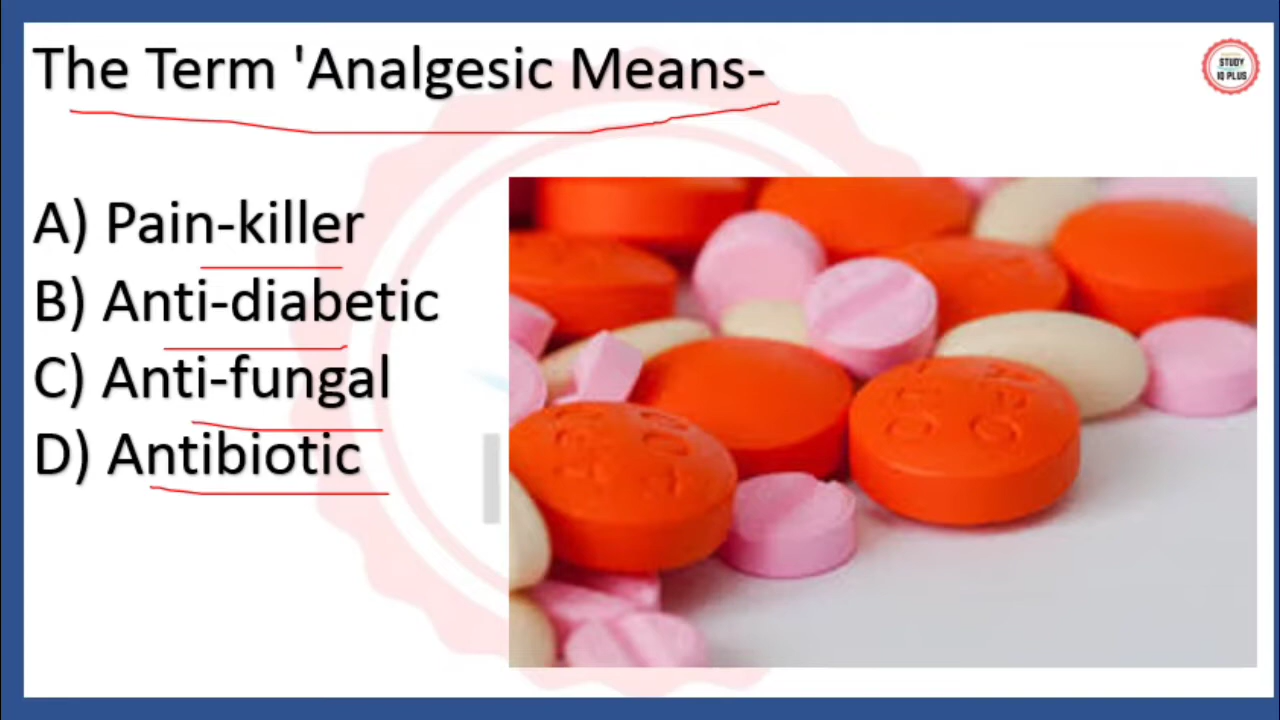 The Term 'Analgesic Means-
STUDY
IQ PLUS
A) Pain-killer
B) Anti-diabetic
C) Anti-fungal
D) Antibiotic